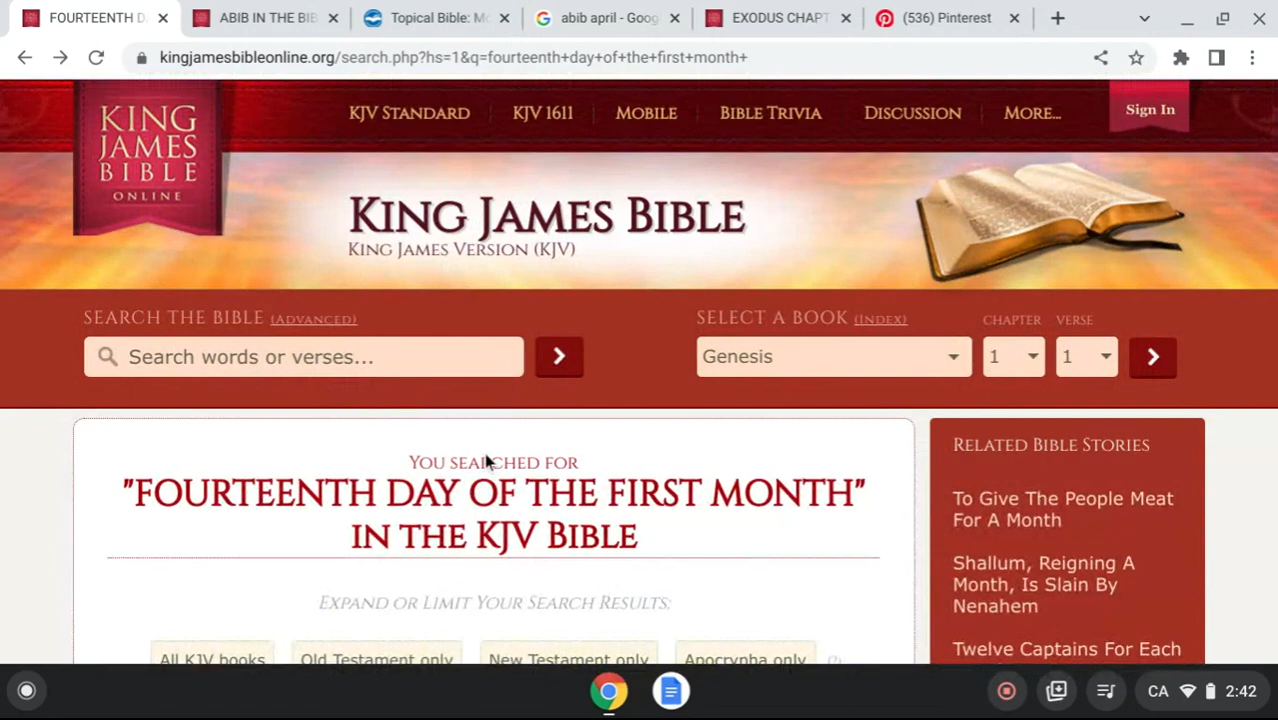 FOURTEENTH D
ABIB IN THE BIB
Topical Bible: Mo
abib april - Goog
EXODUS CHAPT
(536) Pinterest
kingjamesbibleonline.org/search.php?hs=1&q=fourteenth+day+of+the+first+month+
KING
JAMES
BIBLE
ONLINE
KJV STANDARD
KJV 1611
MOBILE
BIBLE TRIVIA
DISCUSSION
MORE...
Sign In
KING JAMES BIBLE
KING JAMES VERSION (KJV)
SEARCH THE BIBLE (ADVANCED)
Search words or verses...
SELECT A BOOK (INDEX)
CHAPTER
VERSE
Genesis
1
1
YOU SEARCHED FOR
"FOURTEENTH DAY OF THE FIRST MONTH"
IN THE KJV BIBLE
EXPAND OR LIMIT YOUR SEARCH RESULTS:
All KJV books
Old Testament only
New Testament only
Apocrypha only
(?)
RELATED BIBLE STORIES
To Give The People Meat
For A Month
Shallum, Reigning A
Month, Is Slain By
Nenahem
Twelve Captains For Each
CA
2:42